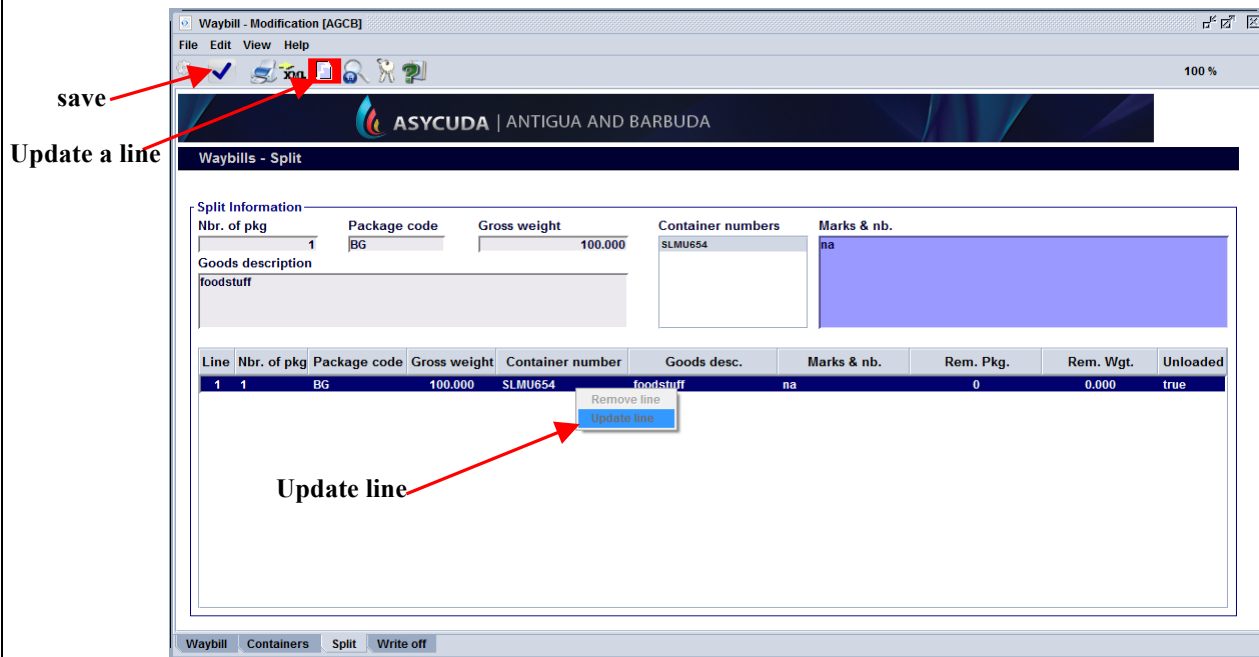 Waybill - Modification [AGCB]
File Edit View Help
save
100 %
ASYCUDA | ANTIGUA AND BARBUDA
Update a line
Waybills - Split
Split Information
Nbr. of pkg Package code Gross weight Container numbers Marks & nb.
1 BG 100.000 SLMU654 na
Goods description
foodstuff
Line Nbr. of pkg Package code Gross weight Container number Goods desc. Marks & nb. Rem. Pkg. Rem. Wgt. Unloaded
1 1 BG 100.000 SLMU654 foodstuff na 0 0.000 true
Remove line
Update line
Update line
Waybill Containers Split Write off